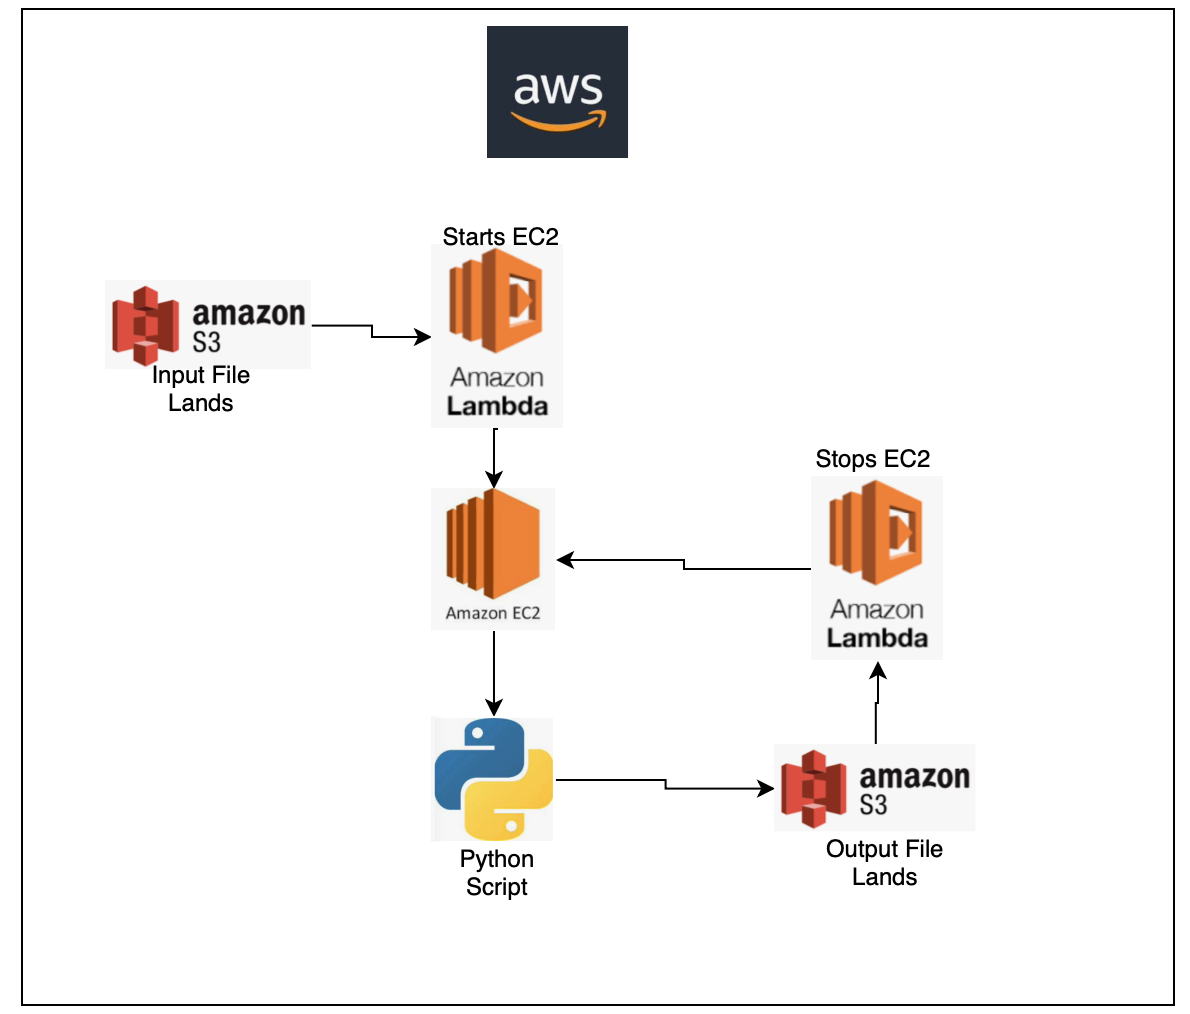 aws
Starts EC2
amazon
S3
Input File
Lands
Amazon
Lambda
Stops EC2
Amazon EC2
Amazon
Lambda
amazon
S3
Output File
Lands
Python
Script